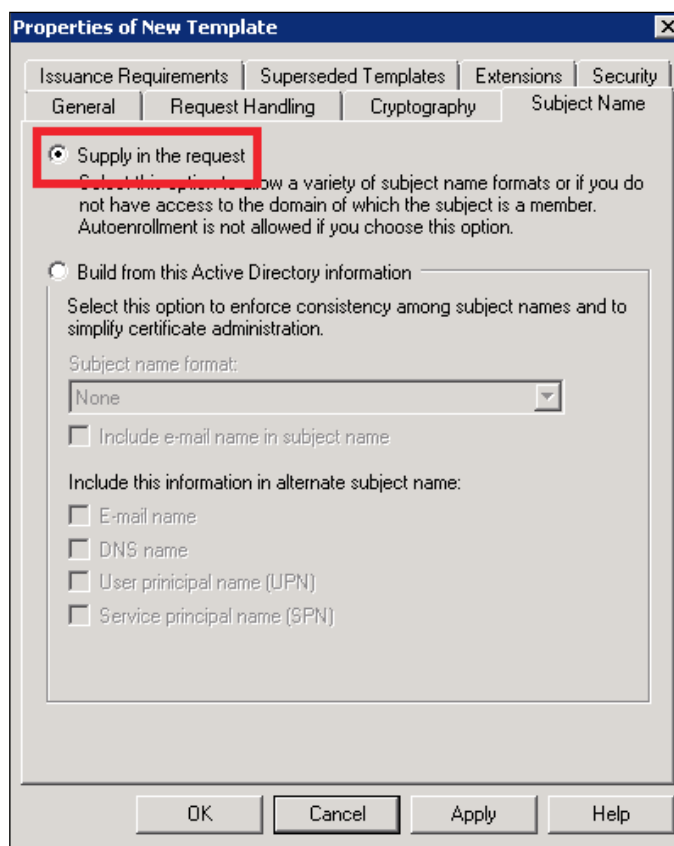 Properties of New Template
Issuance Requirements Superseded Templates Extensions Security
General Request Handling Cryptography Subject Name
Supply in the request
Select this option to allow a variety of subject name formats or if you do
not have access to the domain of which the subject is a member.
Autoenrollment is not allowed if you choose this option.
Build from this Active Directory information
Select this option to enforce consistency among subject names and to
simplify certificate administration.
Subject name format:
None
Include e-mail name in subject name
Include this information in alternate subject name:
E-mail name
DNS name
User prinicipal name (UPN)
Service principal name (SPN)
OK Cancel Apply Help